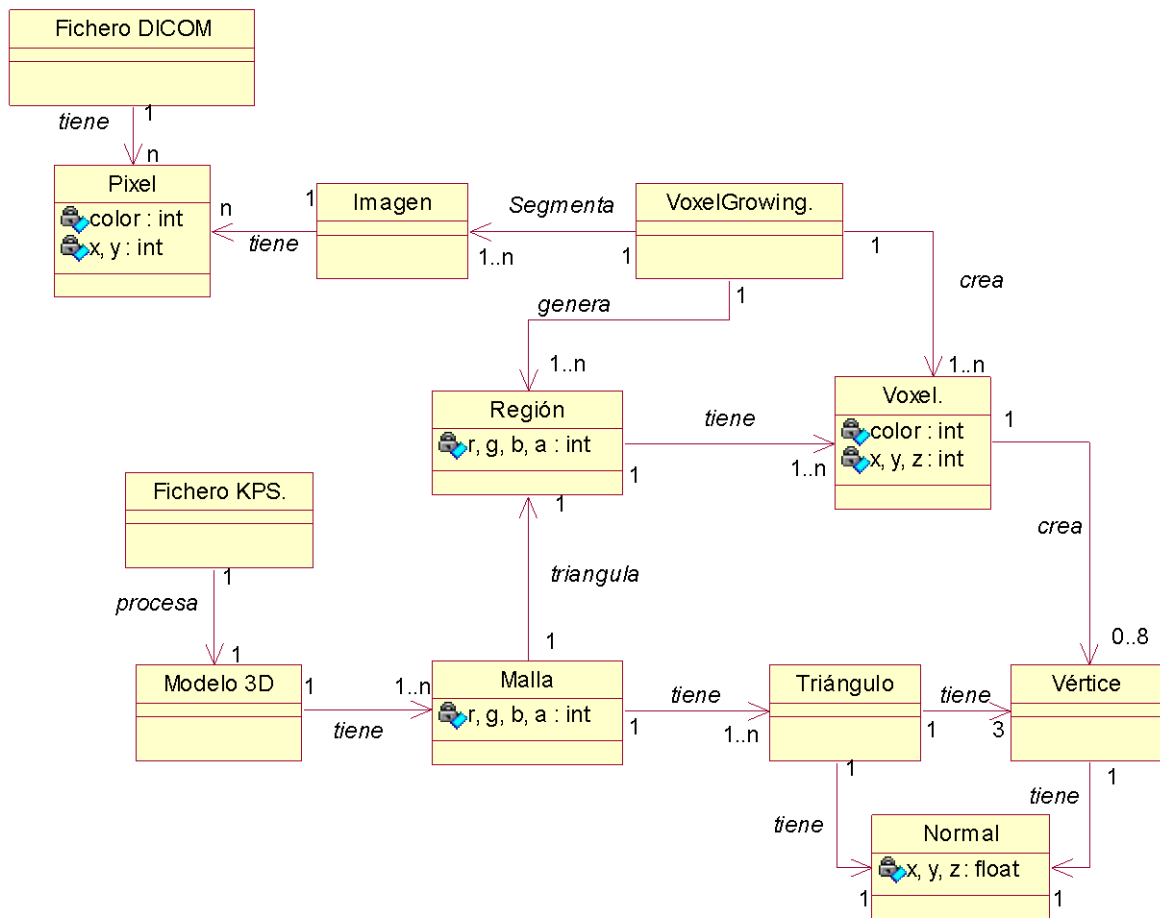 Fichero DICOM
1
tiene
n
Pixel
color : int
x, y : int
n
tiene
1
Imagen
Segmenta
1..n
1
VoxelGrowing.
1
crea
1..n
1
genera
1..n
Región
r, g, b, a : int
1
tiene
1..n
Voxel.
color : int
x, y, z : int
1
crea
0..8
Fichero KPS.
1
procesa
1
1
triangula
1
Modelo 3D
1
tiene
1..n
Malla
r, g, b, a : int
1
tiene
1..n
Triángulo
1
tiene
3
Vértice
1
tiene
1
1
tiene
1
Normal
x, y, z : float